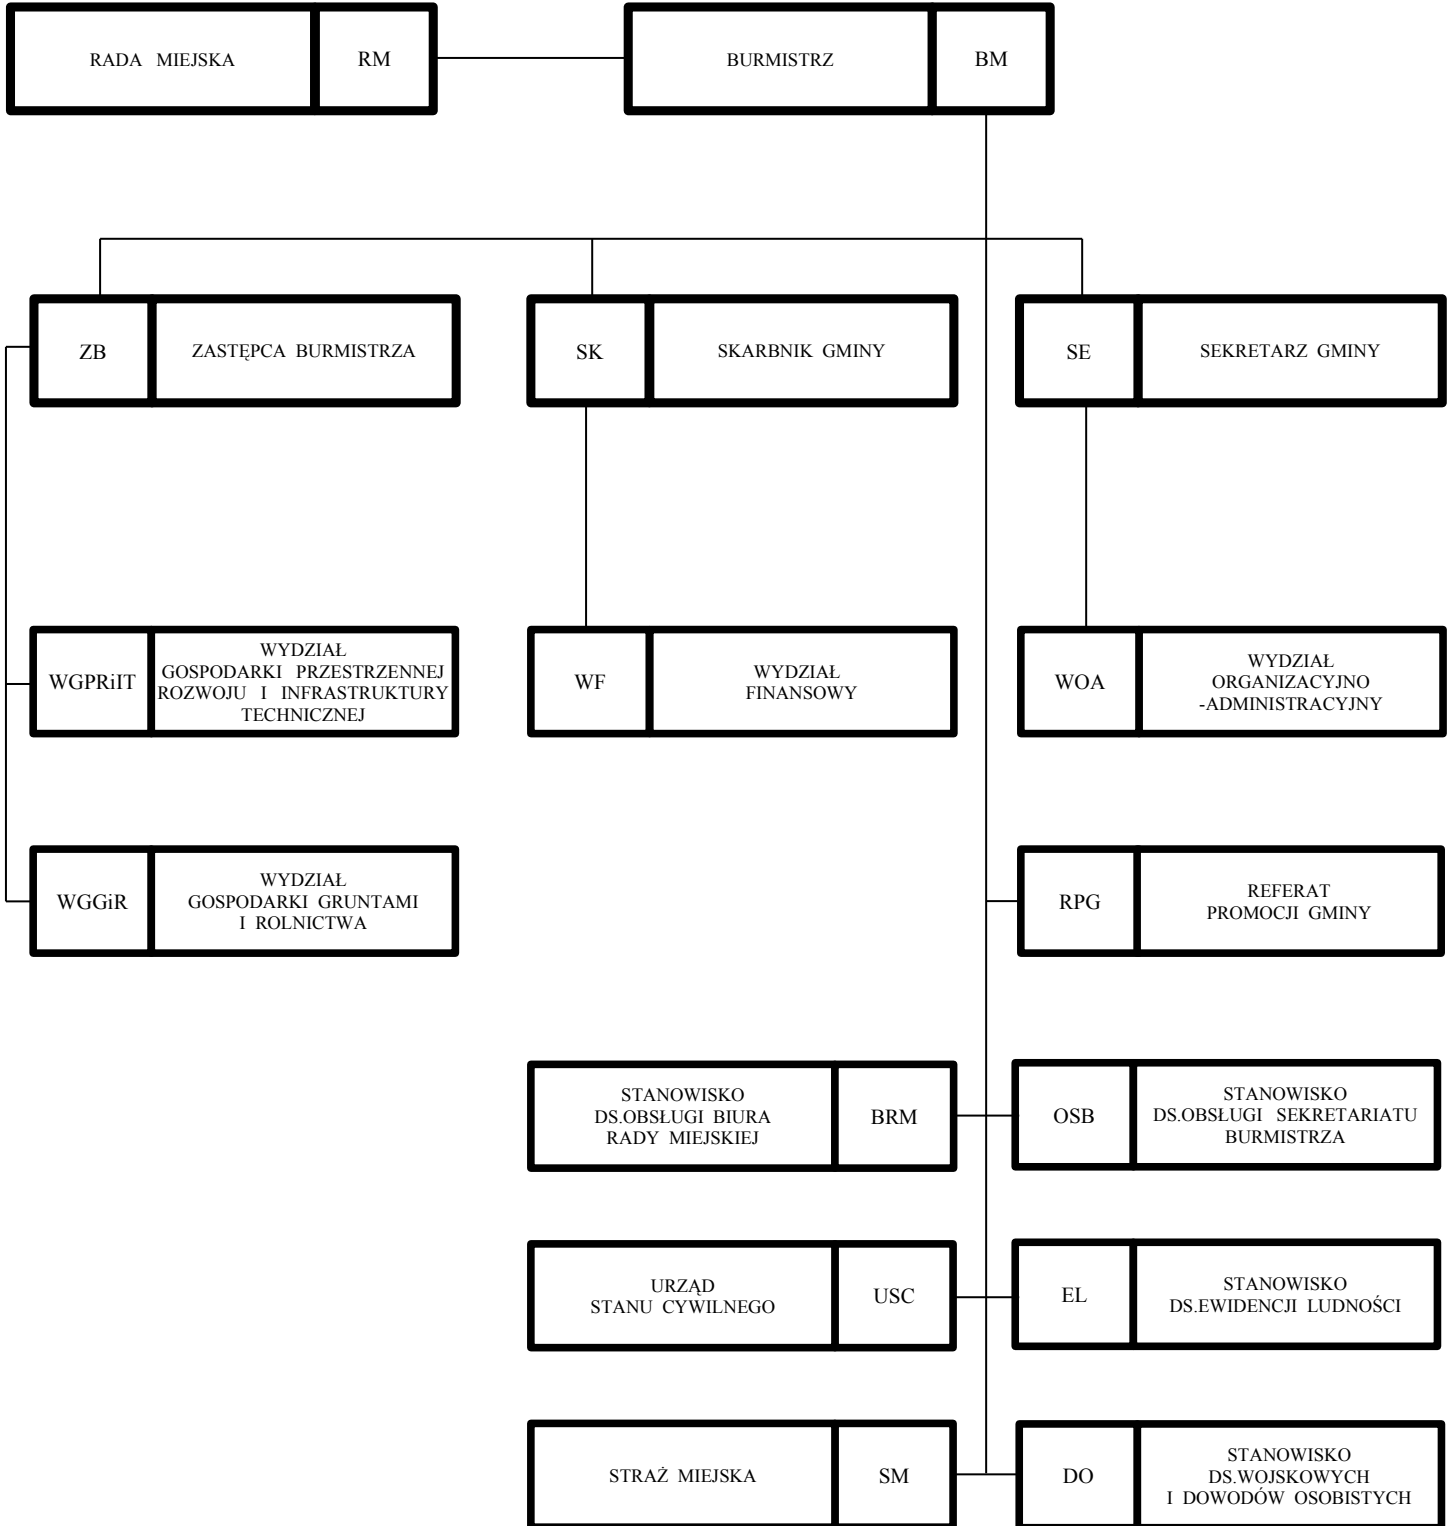 RADA MIEJSKA
RM
BURMISTRZ
BM
ZB
ZASTĘPCA BURMISTRZA
SK
SKARBNIK GMINY
SE
SEKRETARZ GMINY
WGPRiIT
WYDZIAŁ
GOSPODARKI PRZESTRZENNEJ
ROZWOJU I INFRASTRUKTURY
TECHNICZNEJ
WF
WYDZIAŁ
FINANSOWY
WOA
WYDZIAŁ
ORGANIZACYJNO
-ADMINISTRACYJNY
WGGiR
WYDZIAŁ
GOSPODARKI GRUNTAMI
I ROLNICTWA
RPG
REFERAT
PROMOCJI GMINY
STANOWISKO
DS.OBSŁUGI BIURA
RADY MIEJSKIEJ
BRM
OSB
STANOWISKO
DS.OBSŁUGI SEKRETARIATU
BURMISTRZA
URZĄD
STANU CYWILNEGO
USC
EL
STANOWISKO
DS.EWIDENCJI LUDNOŚCI
STRAŻ MIEJSKA
SM
DO
STANOWISKO
DS.WOJSKOWYCH
I DOWODÓW OSOBISTYCH